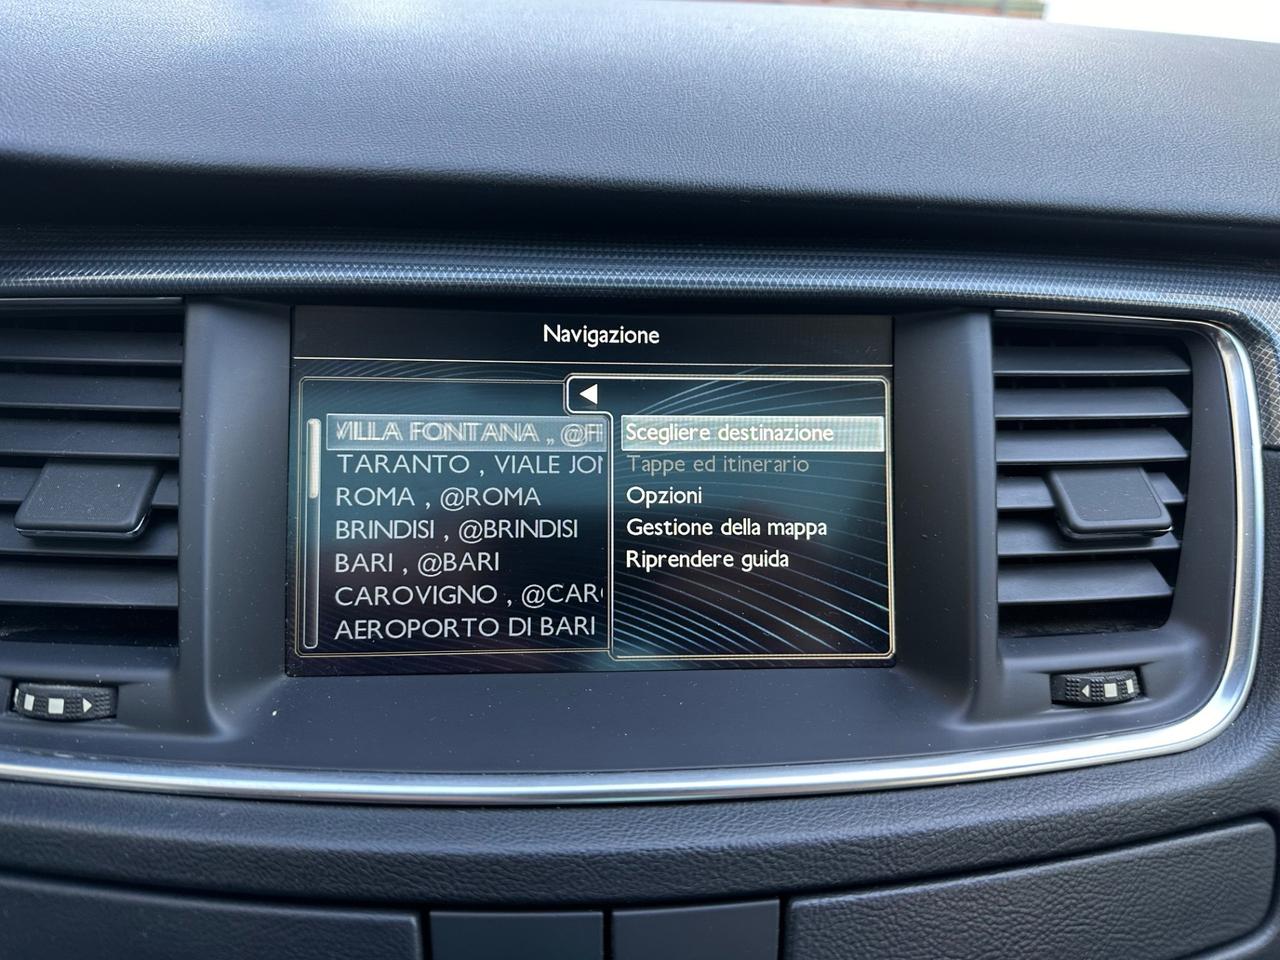 Navigazione
VILLA FONTANA , @F
TARANTO , VIALE JON
ROMA , @ROMA
BRINDISI , @BRINDISI
BARI , @BARI
CAROVIGNO , @CAR
AEROPORTO DI BARI
Scegliere destinazione
Tappe ed itinerario
Opzioni
Gestione della mappa
Riprendere guida